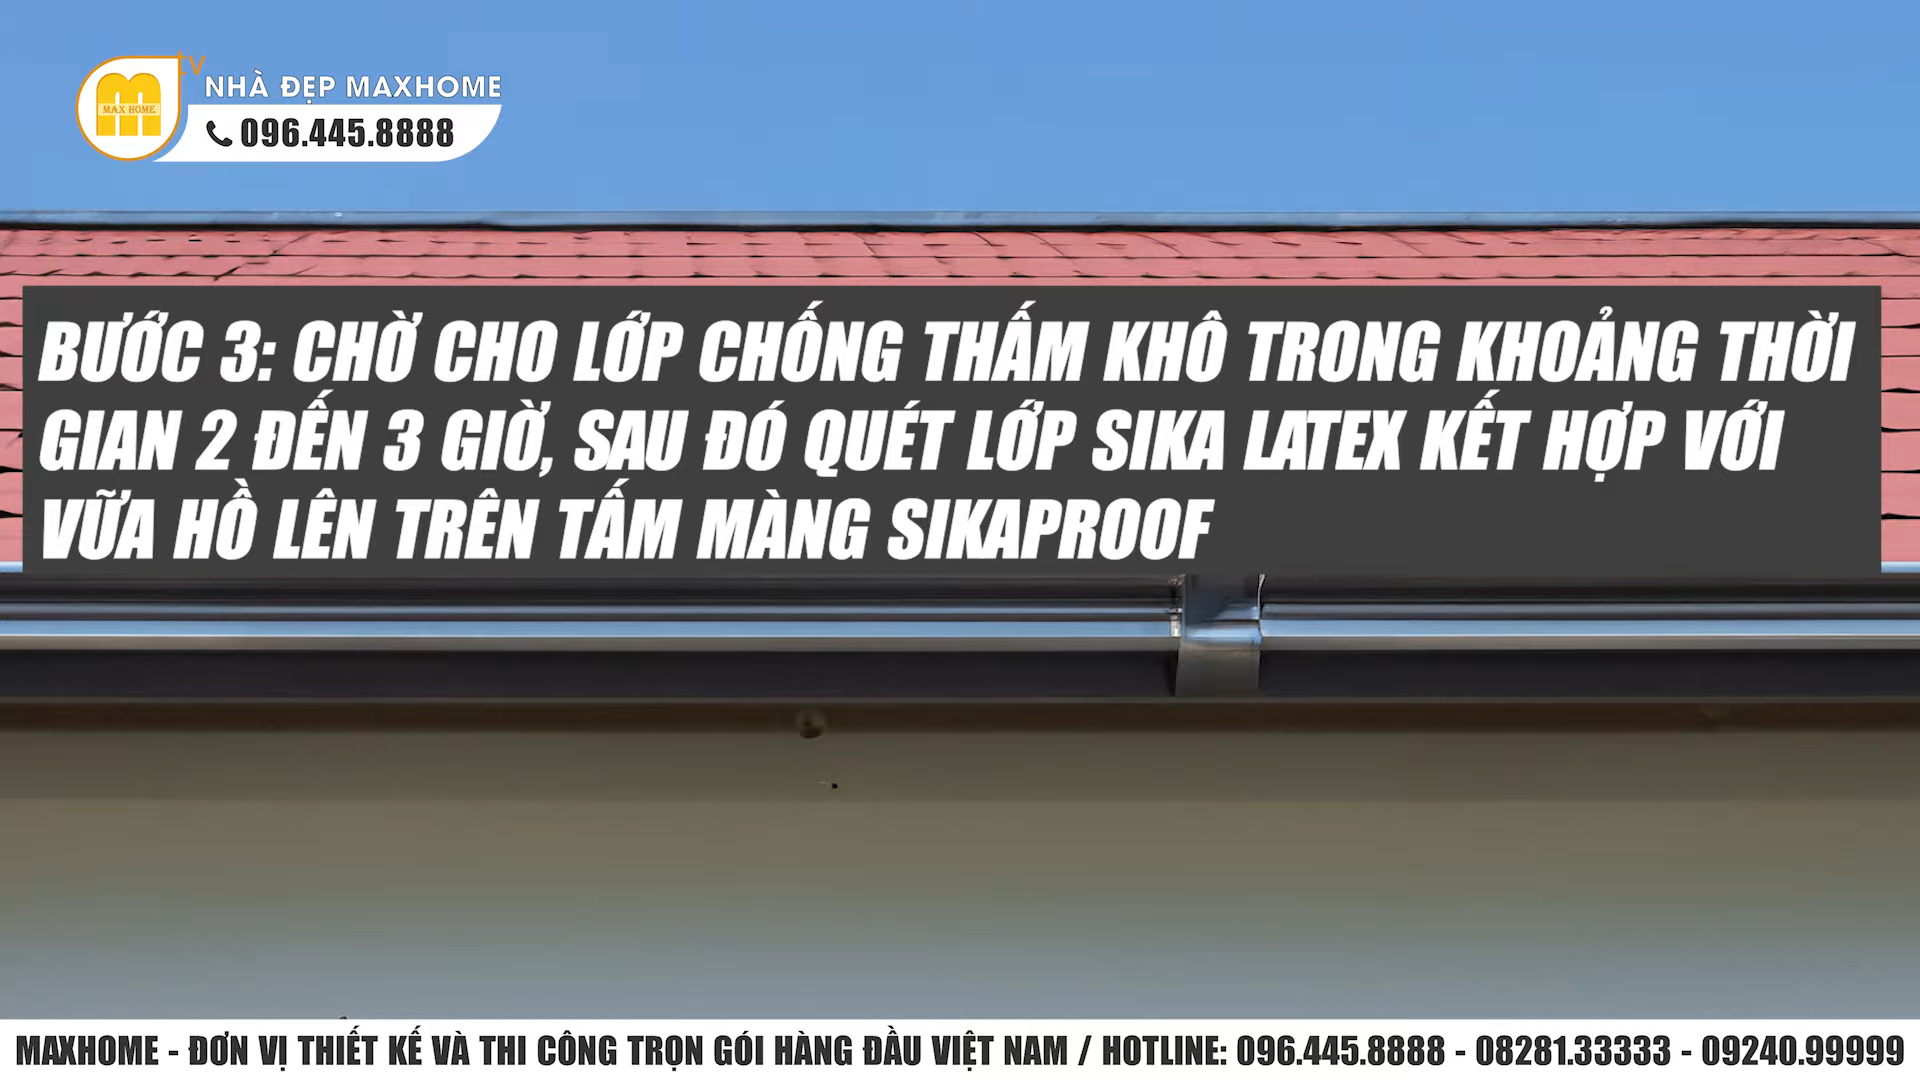 tv
NHÀ ĐẸP MAXHOME
MAX HOME
096.445.8888
BƯỚC 3: CHỜ CHO LỚP CHỐNG THẤM KHÔ TRONG KHOẢNG THỜI
GIAN 2 ĐẾN 3 GIỜ, SAU ĐÓ QUÉT LỚP SIKA LATEX KẾT HỢP VỚI
VỮA HỒ LÊN TRÊN TẤM MÀNG SIKAPROOF
MAXHOME - ĐƠN VỊ THIẾT KẾ VÀ THI CÔNG TRỌN GÓI HÀNG ĐẦU VIỆT NAM / HOTLINE: 096.445.8888 - 08281.33333 - 09240.99999